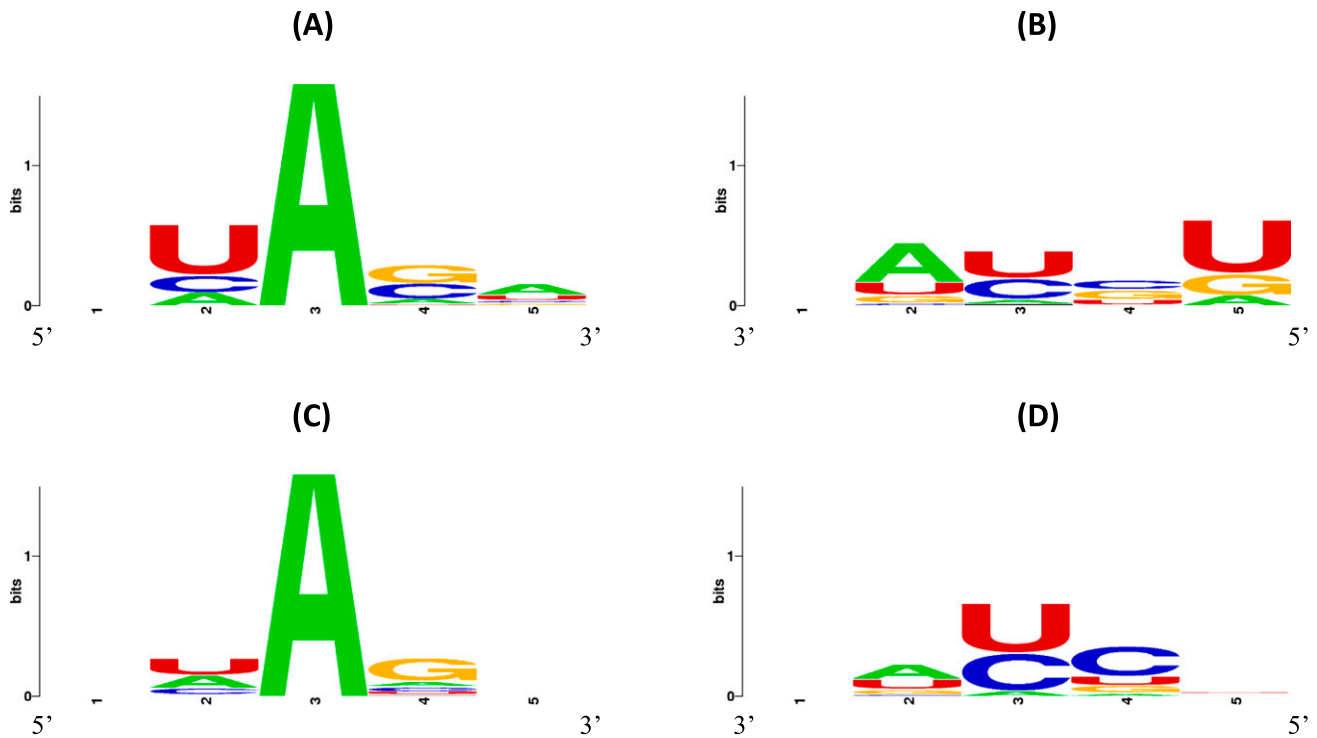 (A) (B)
1 1
bits bits
U A G C A U C A U C G
C A C A U U C G G A
0 0
1 2 3 4 5 1 2 3 4 5
5’ 3’ 3’ 5’
(C) (D)
1 1
bits bits
U A C A G A C U A U U C A C U G
0 0
1 2 3 4 5 1 2 3 4 5
5’ 3’ 3’ 5’